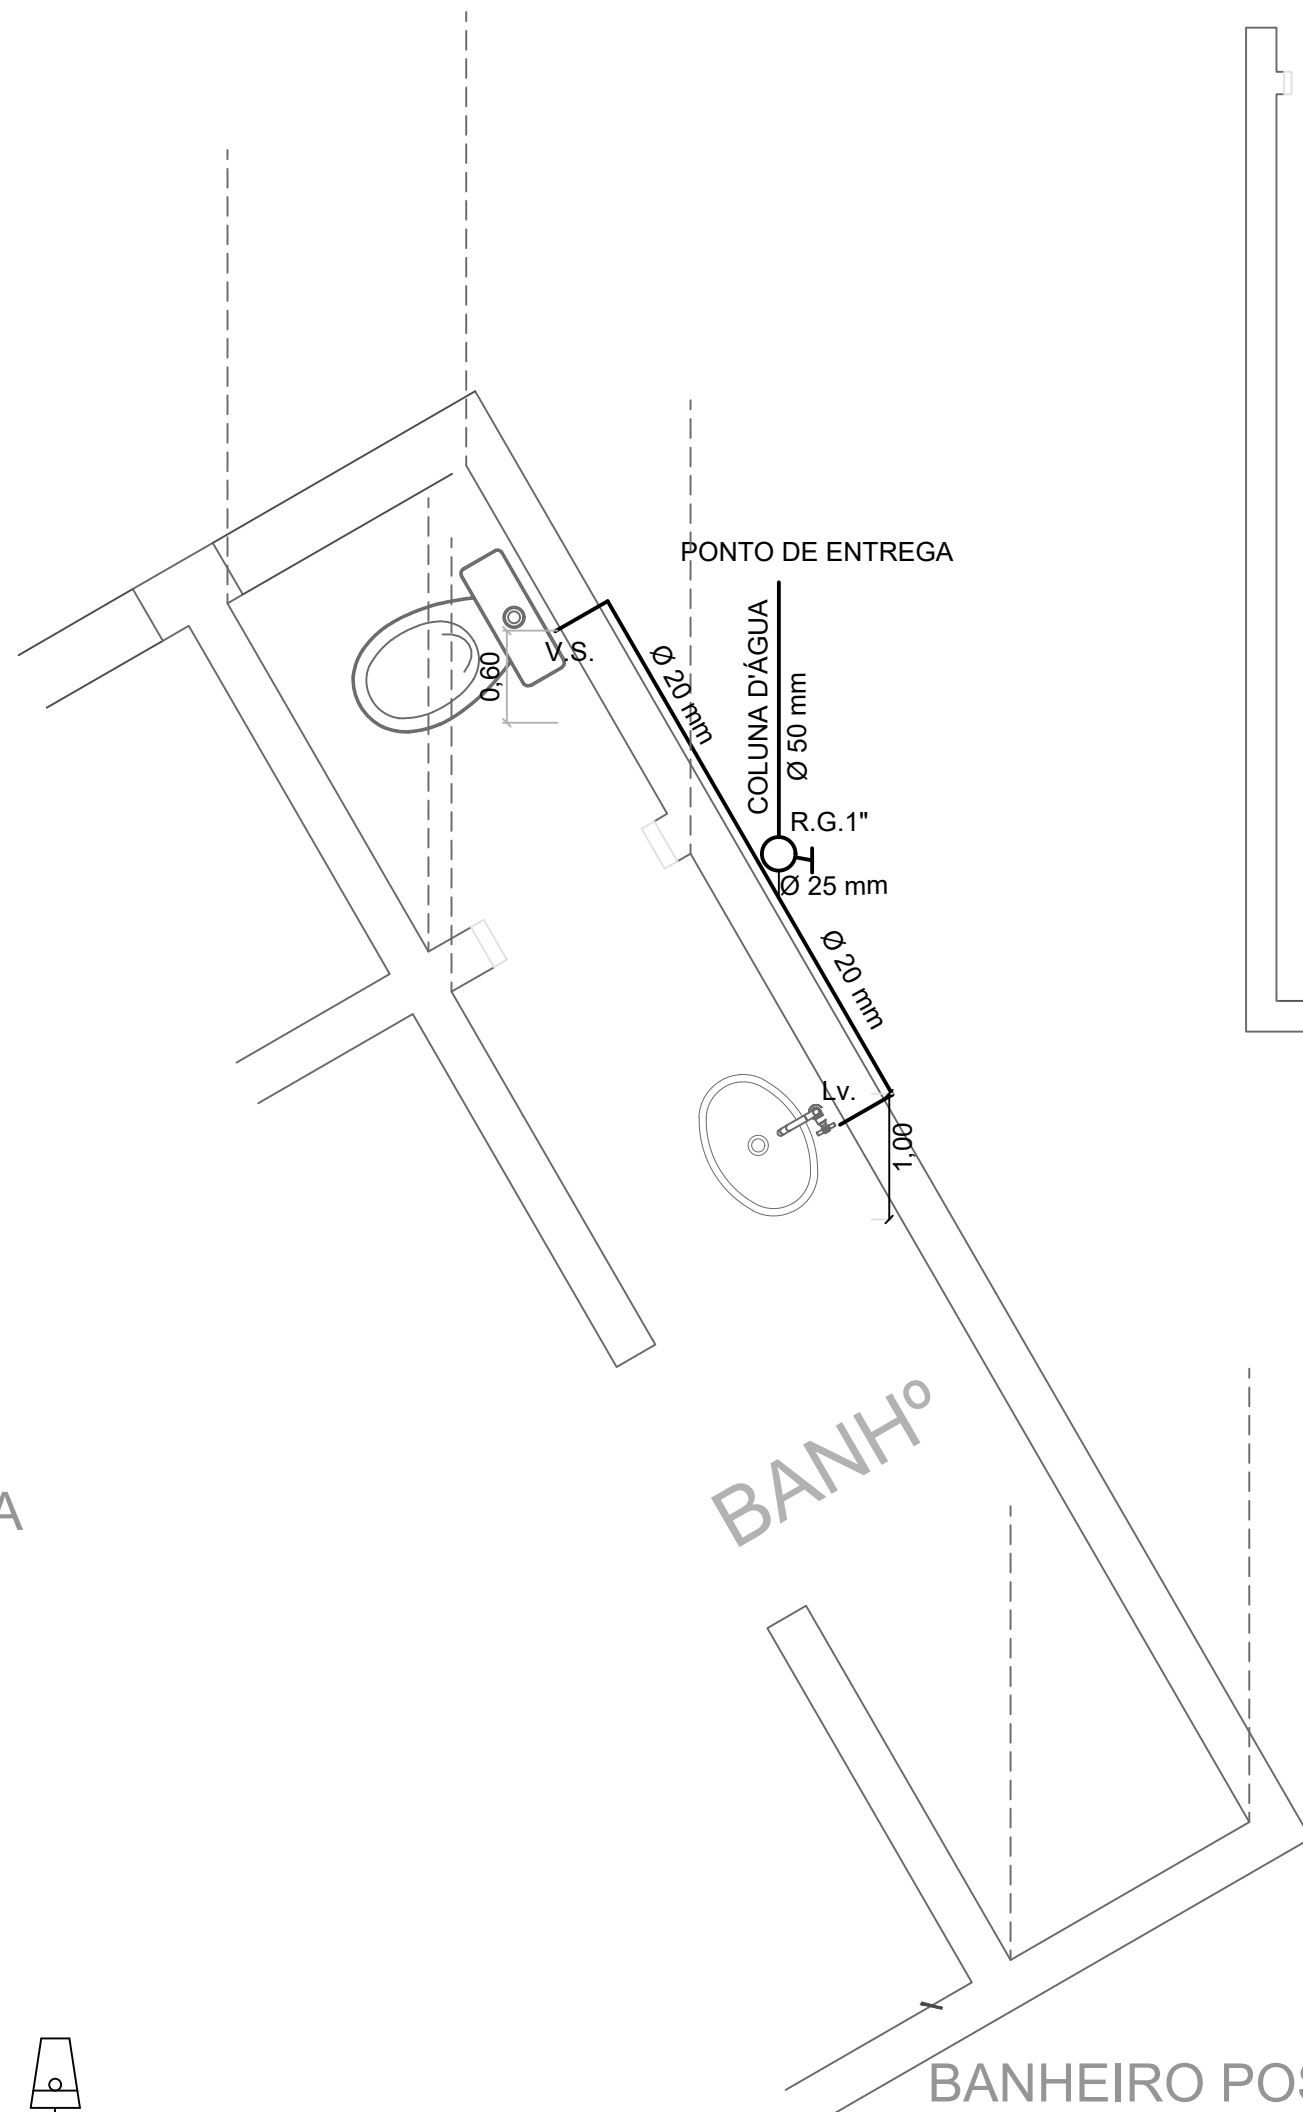 PONTO DE ENTREGA
COLUNA D'ÁGUA
Ø 50 mm
V.S.
0,60
Ø 20 mm
R.G.1"
Ø 25 mm
Ø 20 mm
Lv.
1,00
BANHº
A
BANHEIRO POS